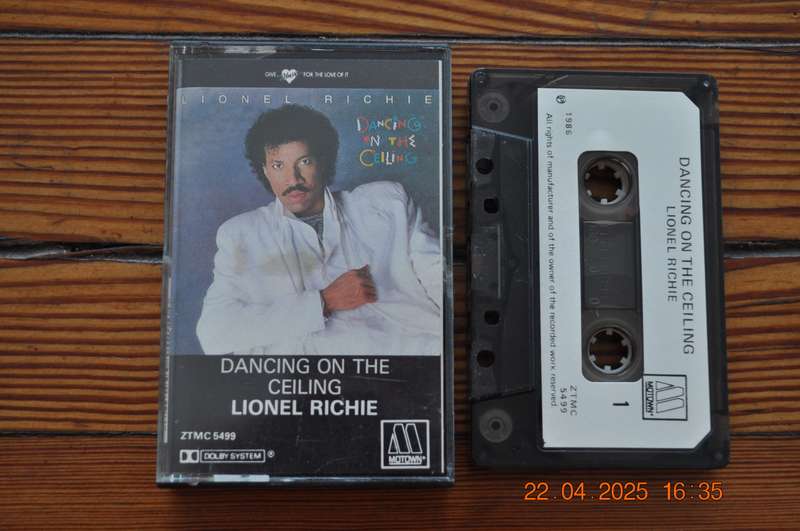 GIVE... FOR THE LOVE OF IT
LIONEL RICHIE
DANCING
ON THE
CEILING
DANCING ON THE
CEILING
LIONEL RICHIE
ZTMC 5499
DOLBY SYSTEM ®
MOTOWN
℗ 1986
All rights of manufacturer and of the owner of the recorded work reserved
DANCING ON THE CEILING
LIONEL RICHIE
ZTMC
5499
1
MOTOWN
22.04.2025 16:35